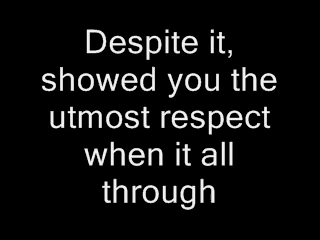 Despite it,
showed you the
utmost respect
when it all
through